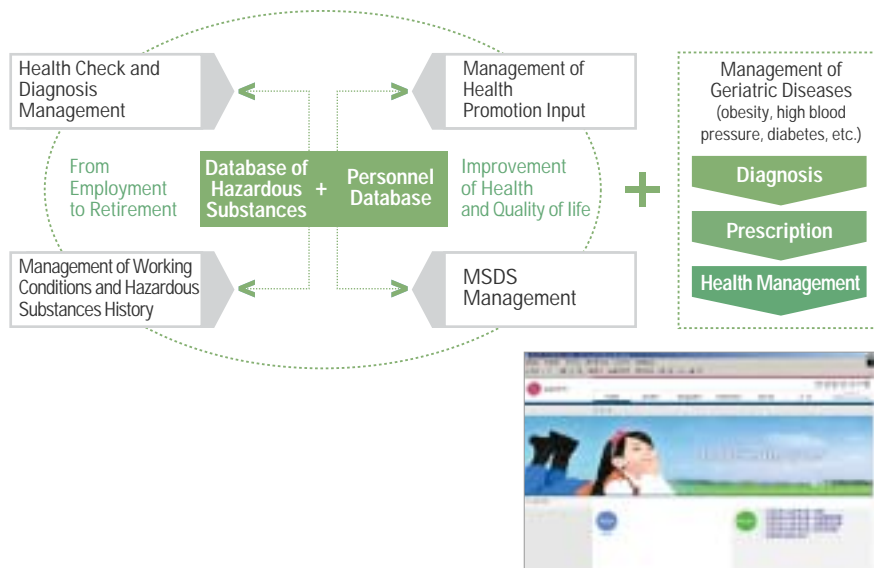 Health Check and
Diagnosis
Management
Management of
Health
Promotion Input
Management of
Geriatric Diseases
(obesity, high blood
pressure, diabetes, etc.)
From
Employment
to Retirement
Database of
Hazardous
Substances
+
Personnel
Database
Improvement
of Health
and Quality of life
+
Diagnosis
Prescription
Health Management
Management of Working
Conditions and Hazardous
Substances History
MSDS
Management